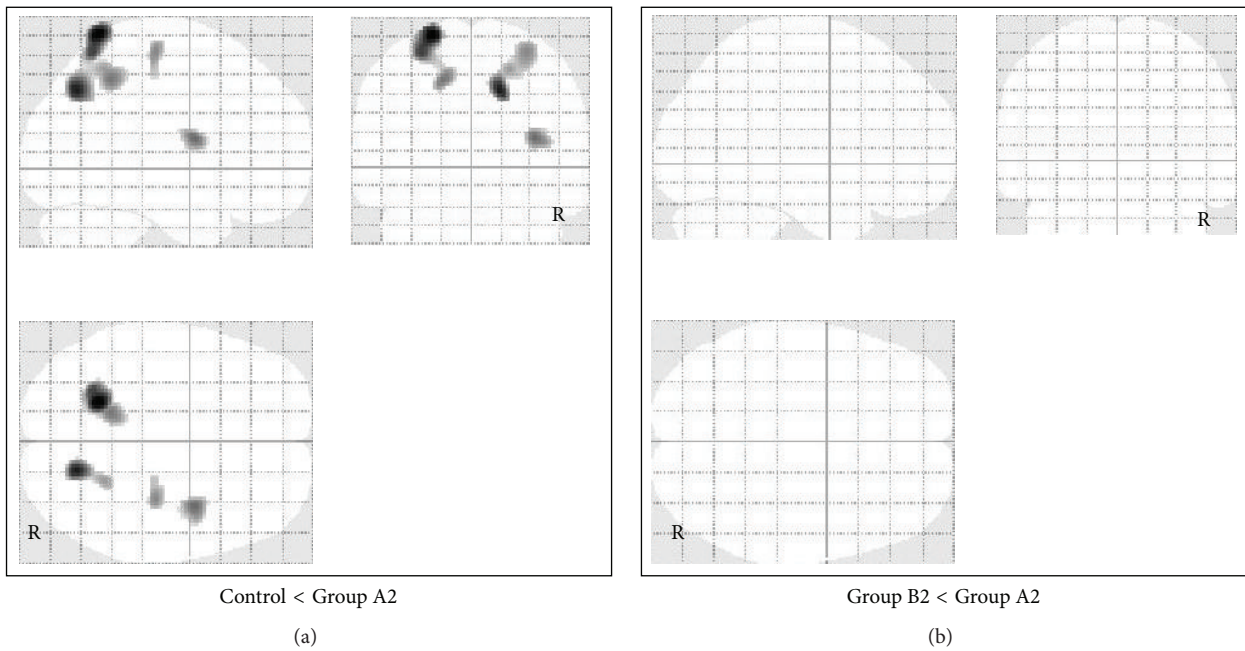 R
R
Control < Group A2
(a)
R
R
Group B2 < Group A2
(b)